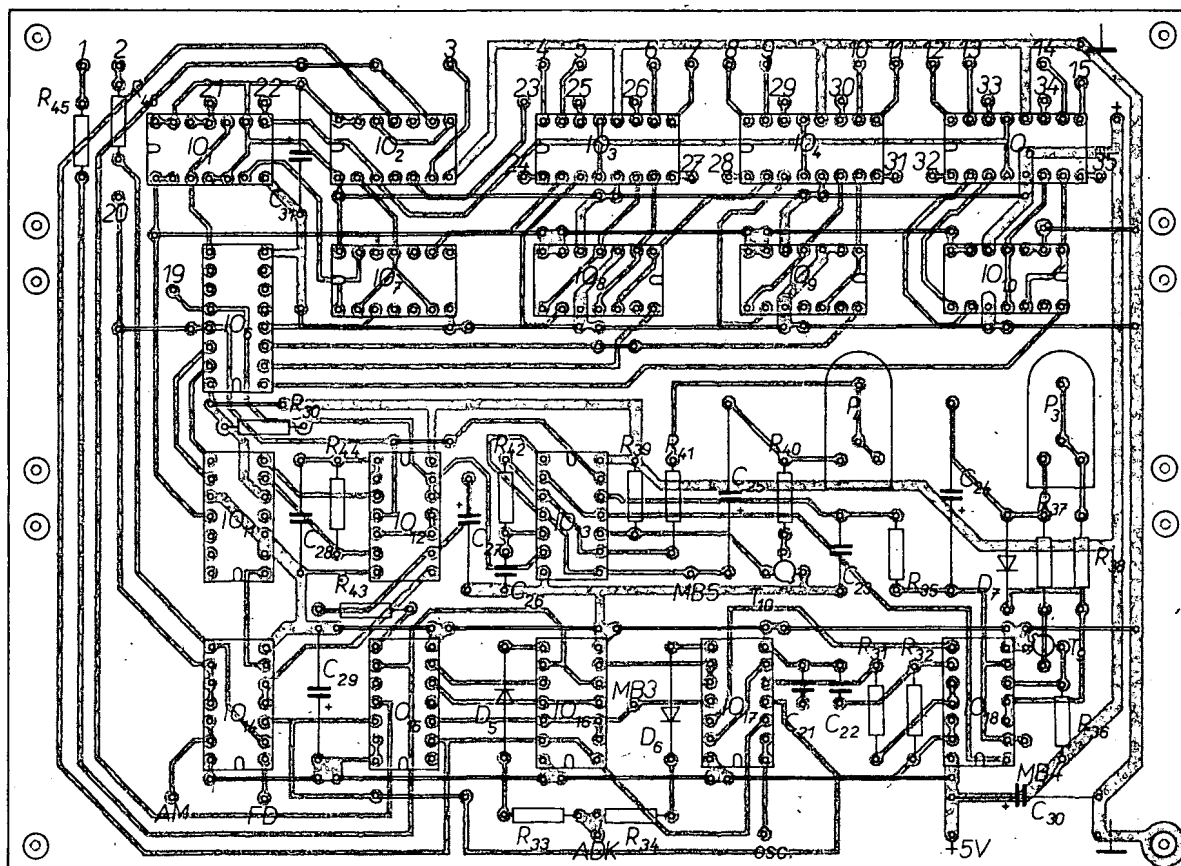 1 2 3 4 5 6 7 8 9 10 11 12 13 14
15
R45 21 22 23 25 26 29 30 33 34 +
IO1 IO2 IO3 IO4
27 28 31 32 35
C31
20
19
IO7 IO8 IO9 IO10
R30 P4 P3
R44 R42 R39 R41 R40
C25 C24 R37
IO11 IO12 IO13
C28 C27 C23 R35 D7 R38
R43 C26 MB5
T10
C29 MB3 R31 R32
IO14 D5 IO16 D6 IO17 C21 C22 IO18 R36
MB4
AM FD C30
R33 ADK R34 OSC. +5V